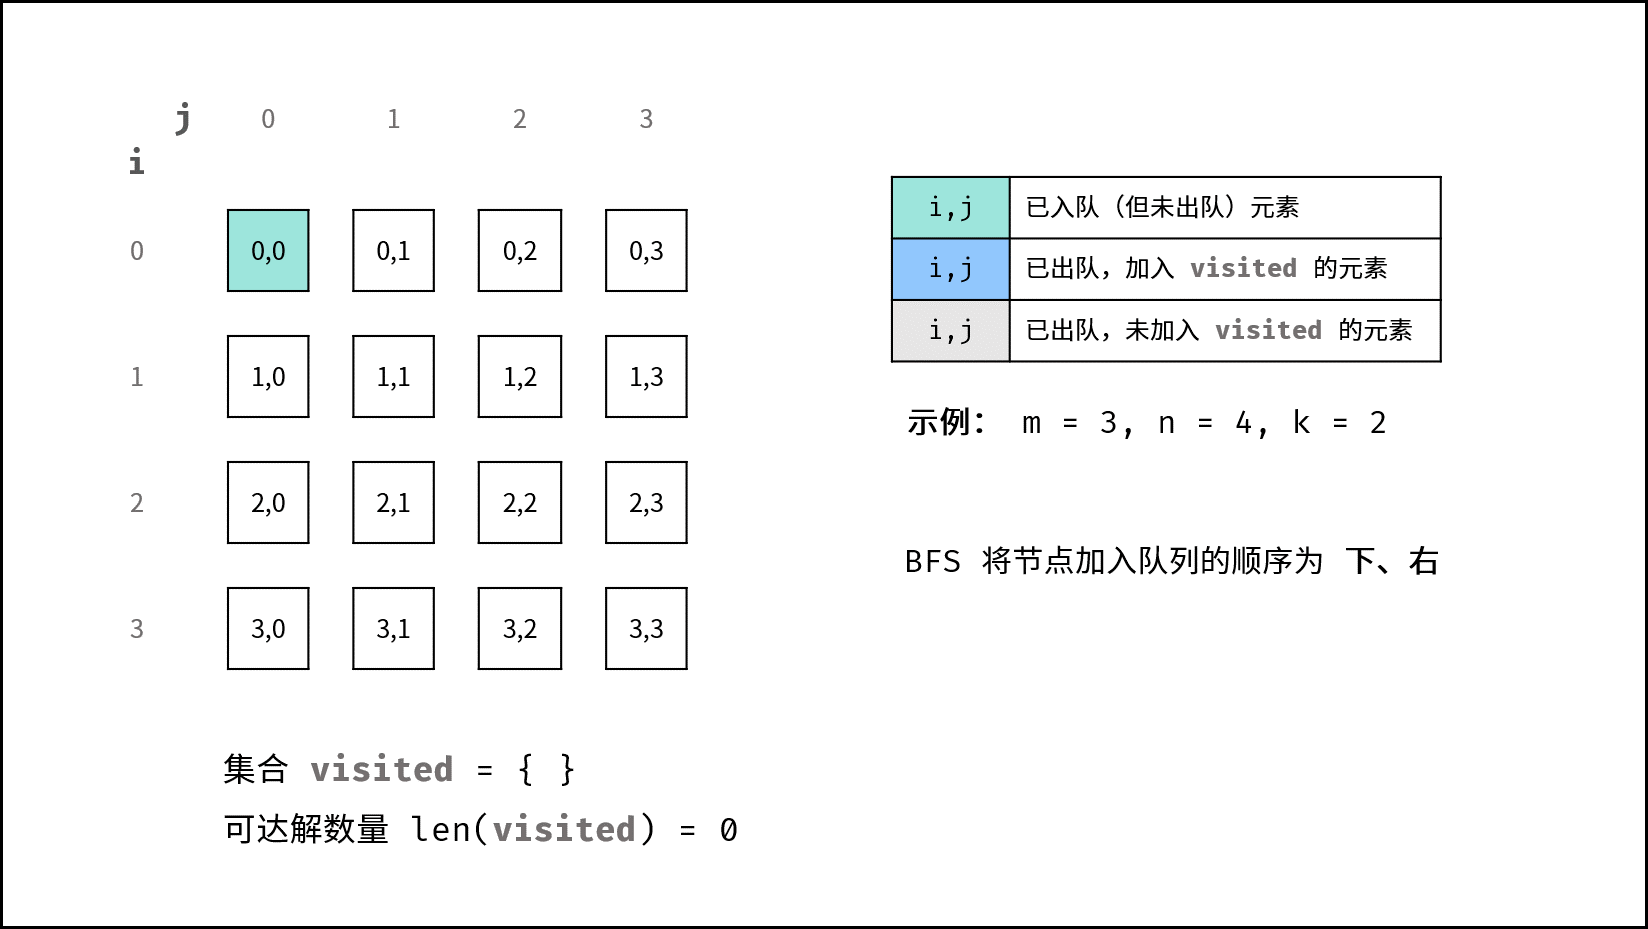 j 0 1 2 3
i
0 0,0 0,1 0,2 0,3
1 1,0 1,1 1,2 1,3
2 2,0 2,1 2,2 2,3
3 3,0 3,1 3,2 3,3
集合 visited = { }
可达解数量 len(visited) = 0
i,j 已入队（但未出队）元素
i,j 已出队，加入 visited 的元素
i,j 已出队，未加入 visited 的元素
示例： m = 3, n = 4, k = 2
BFS 将节点加入队列的顺序为 下、右